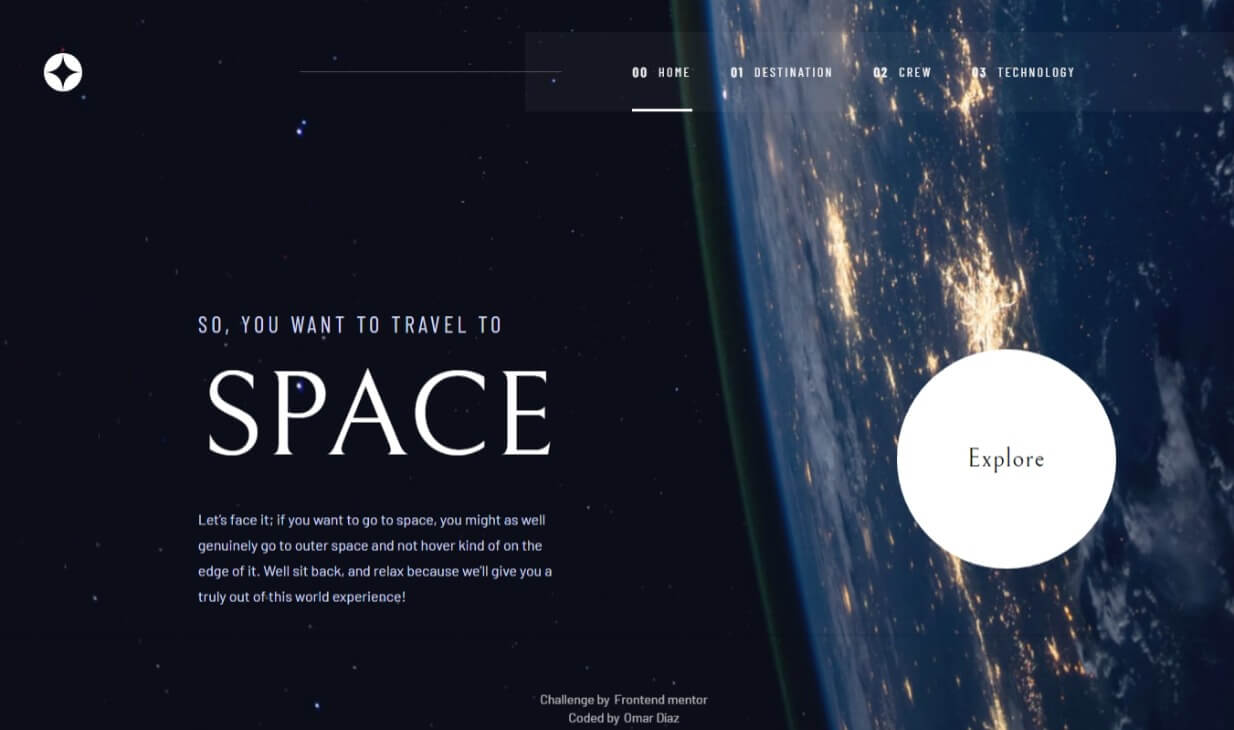 00 HOME 01 DESTINATION 02 CREW 03 TECHNOLOGY
SO, YOU WANT TO TRAVEL TO
SPACE
Let's face it; if you want to go to space, you might as well
genuinely go to outer space and not hover kind of on the
edge of it. Well sit back, and relax because we'll give you a
truly out of this world experience!
Explore
Challenge by Frontend mentor
Coded by Omar Diaz